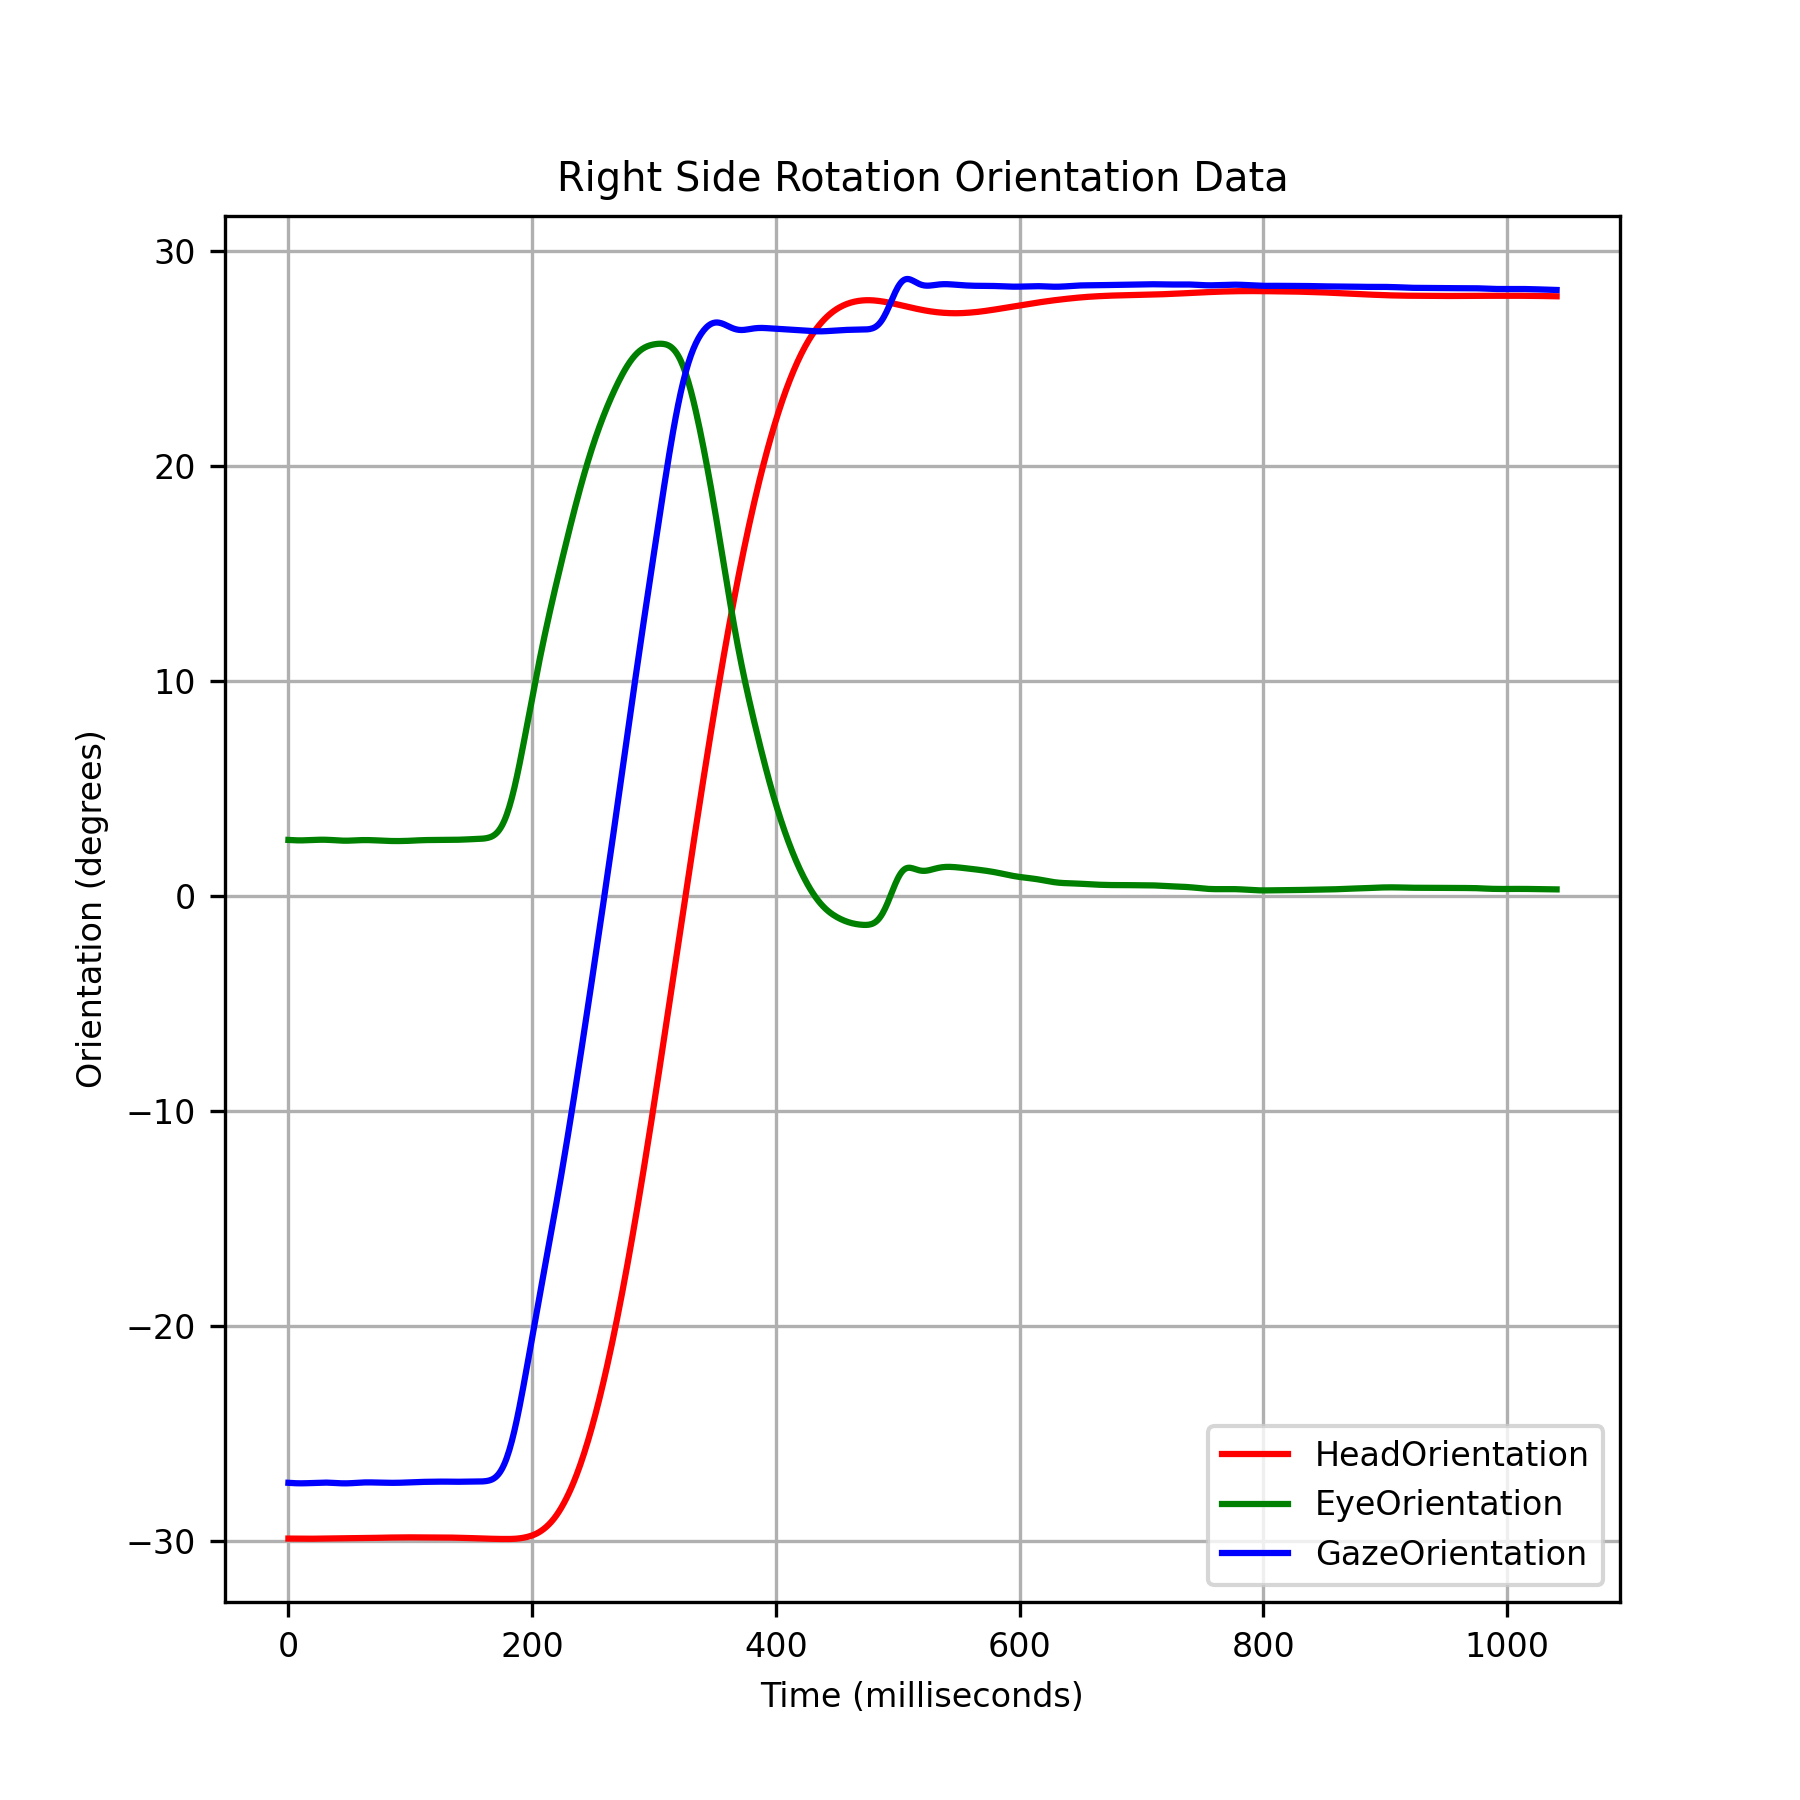 Right Side Rotation Orientation Data
30
20
10
0
−10
−20
−30
Orientation (degrees)
0 200 400 600 800 1000
Time (milliseconds)
HeadOrientation
EyeOrientation
GazeOrientation